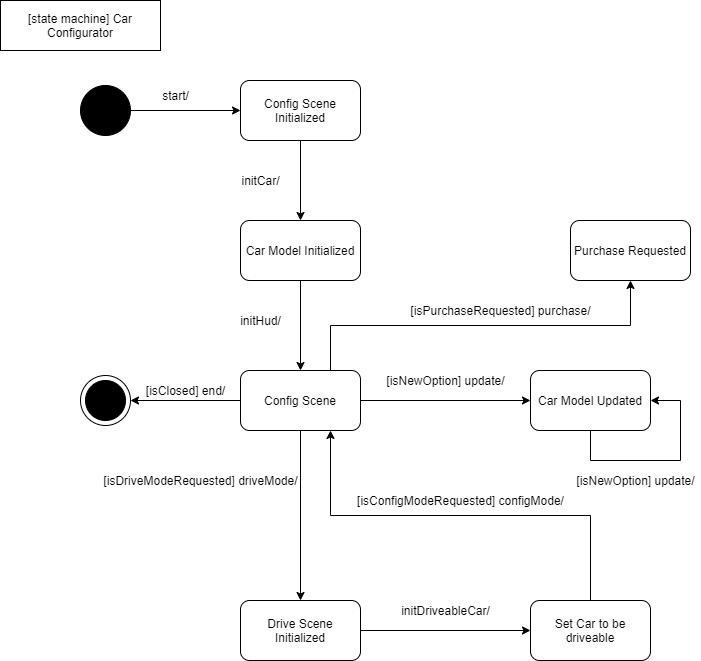 [state machine] Car
Configurator
start/
Config Scene
Initialized
initCar/
Car Model Initialized
Purchase Requested
initHud/
[isPurchaseRequested] purchase/
[isClosed] end/
Config Scene
[isNewOption] update/
Car Model Updated
[isDriveModeRequested] driveMode/
[isNewOption] update/
[isConfigModeRequested] configMode/
Drive Scene
Initialized
initDriveableCar/
Set Car to be
driveable